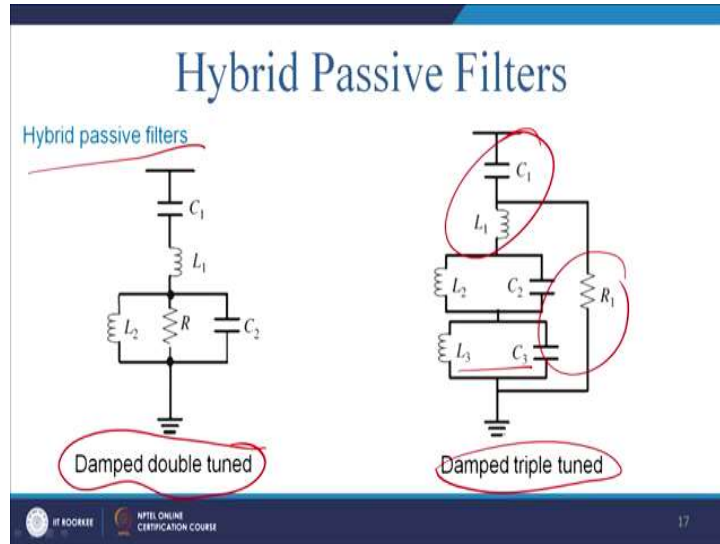 Hybrid Passive Filters
Hybrid passive filters
C1
L1
L2
R
C2
Damped double tuned
C1
L1
L2
C2
R1
L3
C3
Damped triple tuned
IIT ROORKEE
NPTEL ONLINE
CERTIFICATION COURSE
17